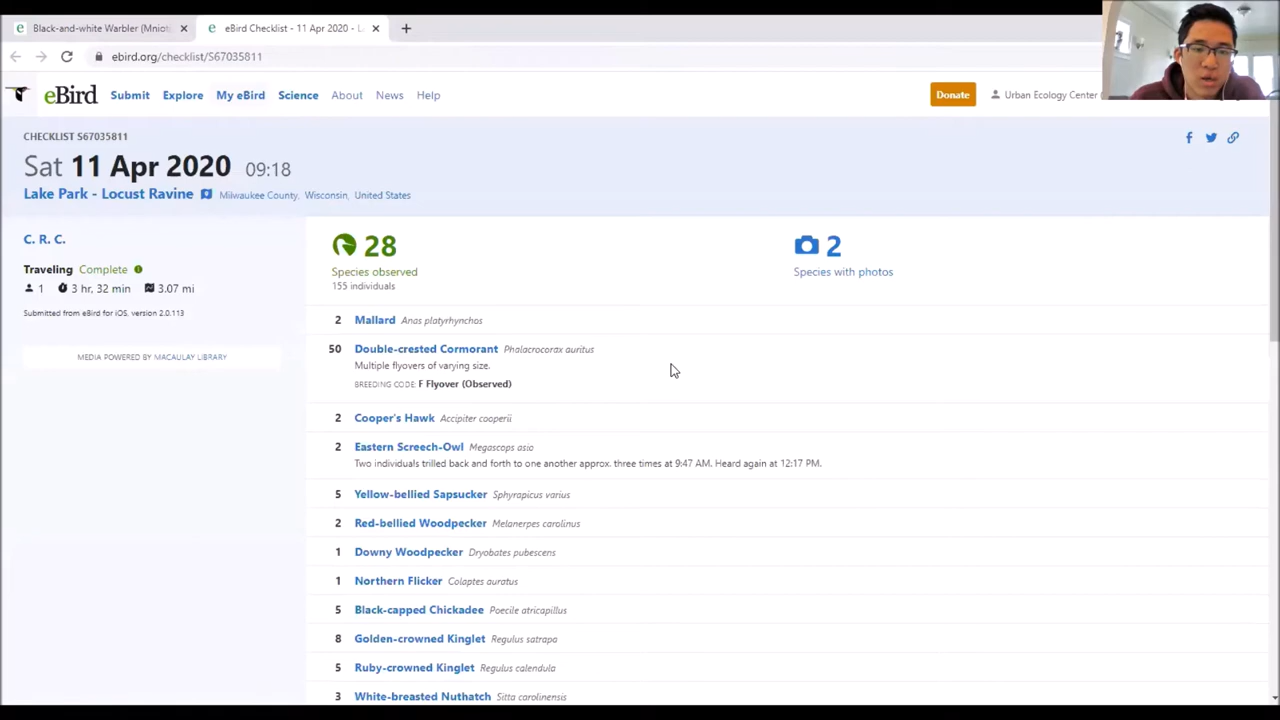 Black-and-white Warbler (Mniot
eBird Checklist - 11 Apr 2020 - L
ebird.org/checklist/S67035811
eBird Submit Explore My eBird Science About News Help Donate Urban Ecology Center (
CHECKLIST S67035811
Sat 11 Apr 2020 09:18
Lake Park - Locust Ravine Milwaukee County, Wisconsin, United States
C. R. C.
Traveling Complete
1 3 hr, 32 min 3.07 mi
Submitted from eBird for iOS, version 2.0.113
MEDIA POWERED BY MACAULAY LIBRARY
28
Species observed
155 individuals
2
Species with photos
2 Mallard Anas platyrhynchos
50 Double-crested Cormorant Phalacrocorax auritus
Multiple flyovers of varying size.
BREEDING CODE: F Flyover (Observed)
2 Cooper's Hawk Accipiter cooperii
2 Eastern Screech-Owl Megascops asio
Two individuals trilled back and forth to one another approx. three times at 9:47 AM. Heard again at 12:17 PM.
5 Yellow-bellied Sapsucker Sphyrapicus varius
2 Red-bellied Woodpecker Melanerpes carolinus
1 Downy Woodpecker Dryobates pubescens
1 Northern Flicker Colaptes auratus
5 Black-capped Chickadee Poecile atricapillus
8 Golden-crowned Kinglet Regulus satrapa
5 Ruby-crowned Kinglet Regulus calendula
3 White-breasted Nuthatch Sitta carolinensis